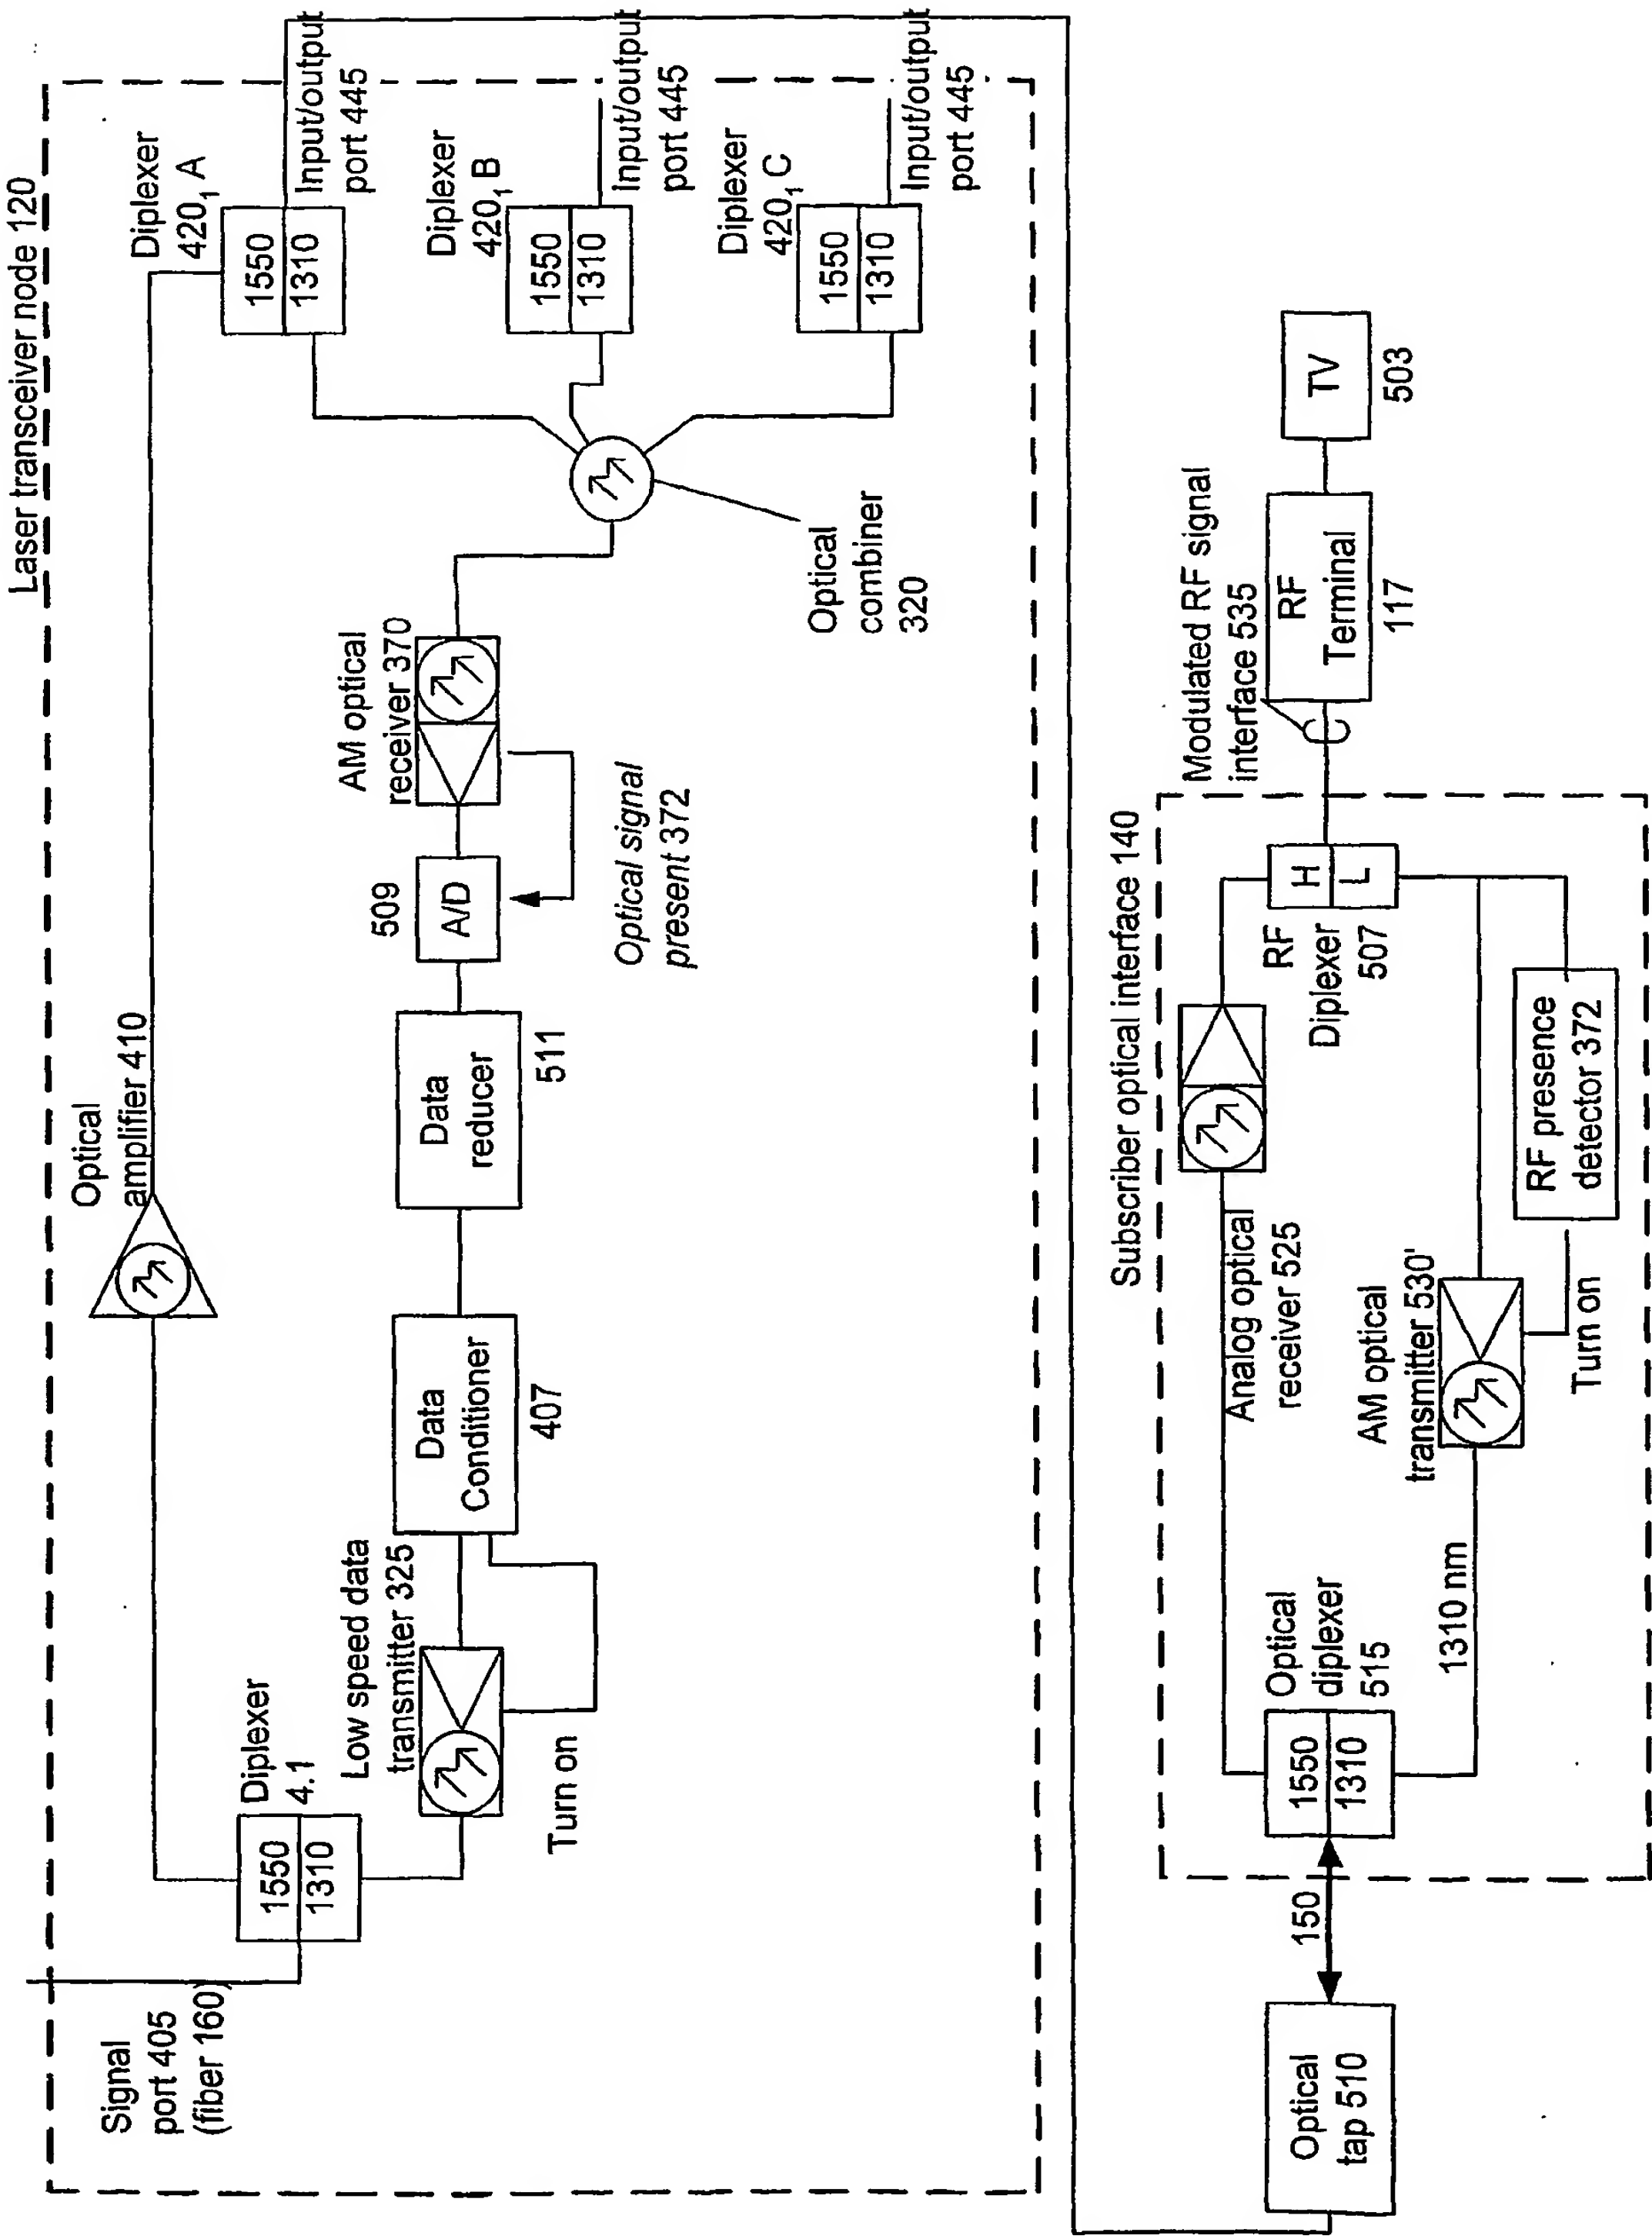 Laser transceiver node 120
Signal
port 405
(fiber 160)
1550
1310
Diplexer
4.1
Optical
amplifier 410
Low speed data
transmitter 325
Turn on
Data
Conditioner
407
Data
reducer
511
509
A/D
AM optical
receiver 370
Optical signal
present 372
Optical
combiner
320
Diplexer
420₁ A
1550
1310
Input/output
port 445
Diplexer
420₁ B
1550
1310
Input/output
port 445
Diplexer
420₁ C
1550
1310
Input/output
port 445
Subscriber optical interface 140
Optical
tap 510
150
1550
1310
Optical
diplexer
515
1310 nm
Analog optical
receiver 525
AM optical
transmitter 530'
Turn on
RF presence
detector 372
RF
Diplexer
507
H
L
Modulated RF signal
interface 535
RF
Terminal
117
TV
503